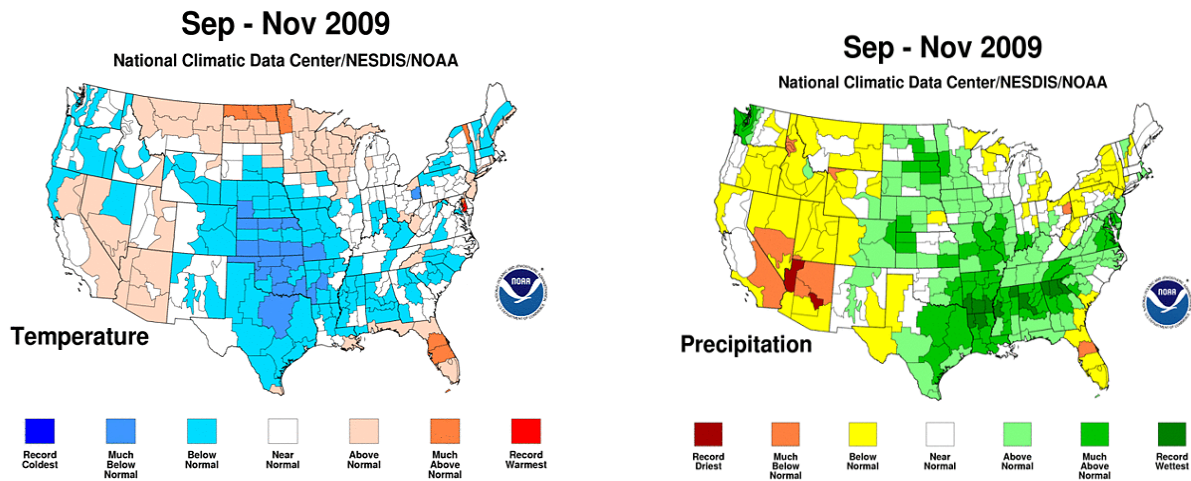 Sep - Nov 2009
National Climatic Data Center/NESDIS/NOAA
NOAA
Temperature
Record Coldest
Much Below Normal
Below Normal
Near Normal
Above Normal
Much Above Normal
Record Warmest
Sep - Nov 2009
National Climatic Data Center/NESDIS/NOAA
NOAA
Precipitation
Record Driest
Much Below Normal
Below Normal
Near Normal
Above Normal
Much Above Normal
Record Wettest